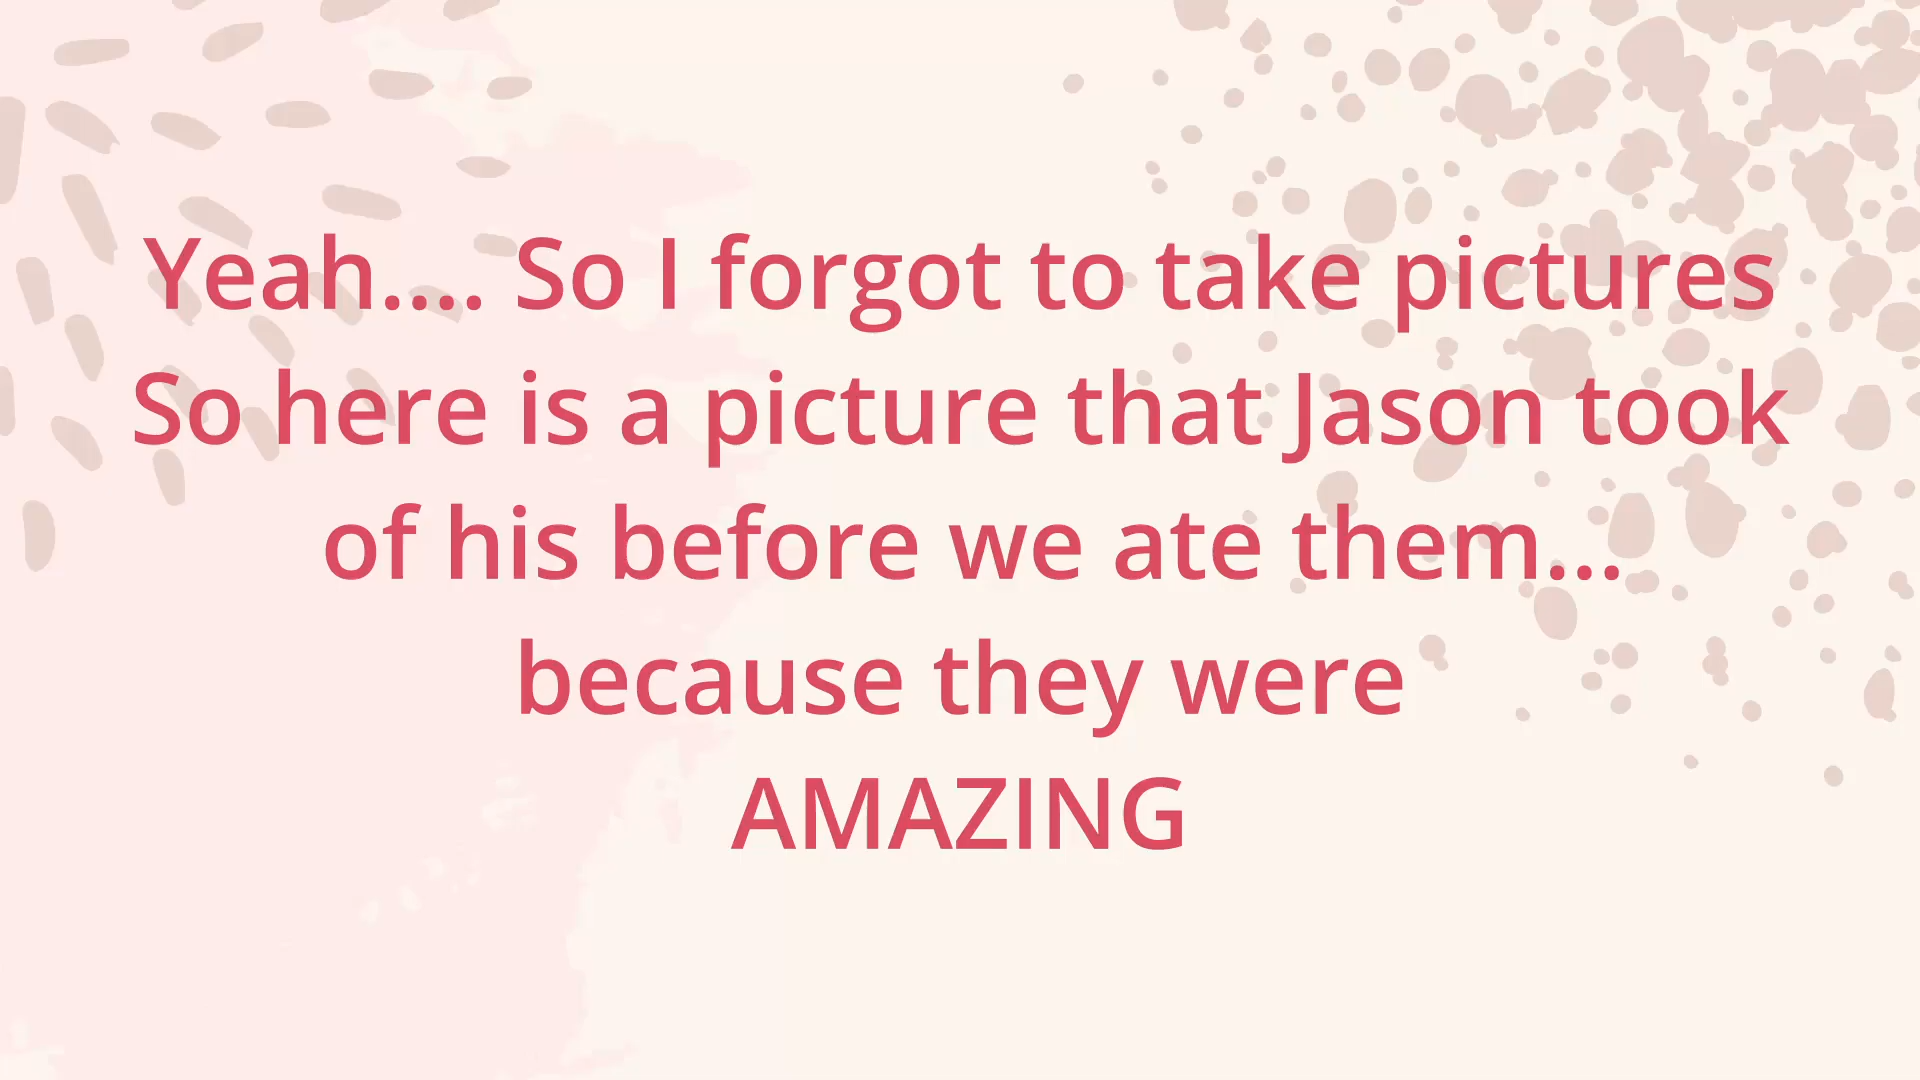 Yeah.... So I forgot to take pictures
So here is a picture that Jason took
of his before we ate them...
because they were
AMAZING